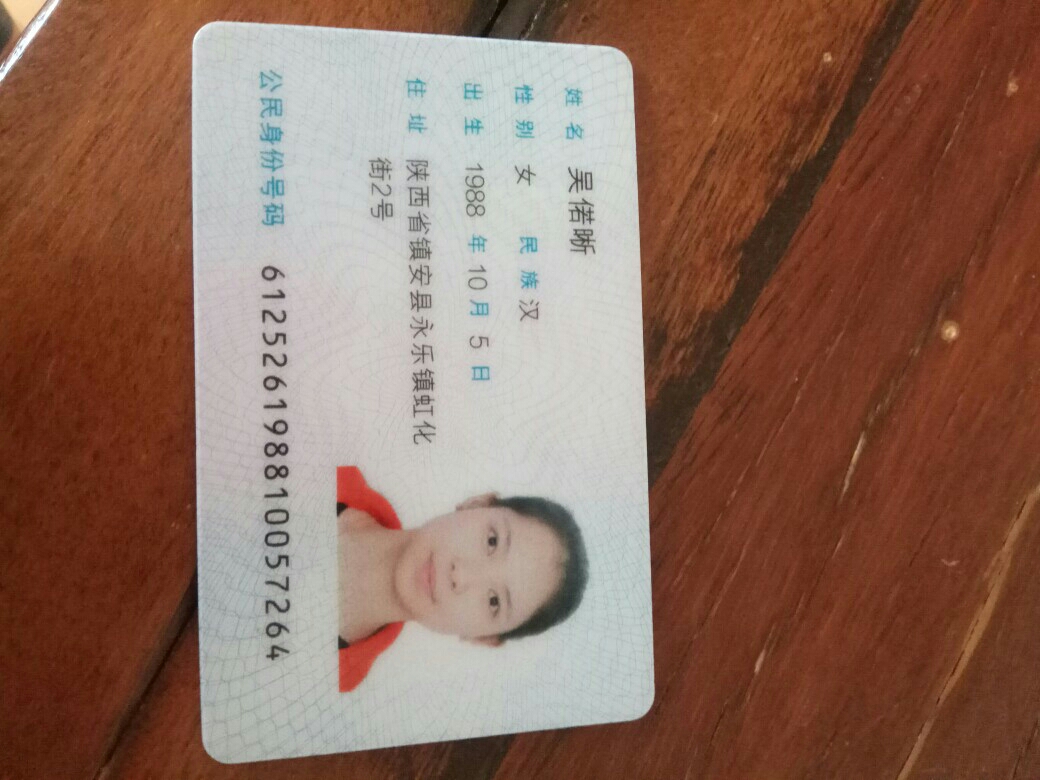 姓名 吴偌晰
性别 女 民族 汉
出生 1988 年 10 月 5 日
住址 陕西省镇安县永乐镇虹化
街2号
公民身份号码 612526198810057264